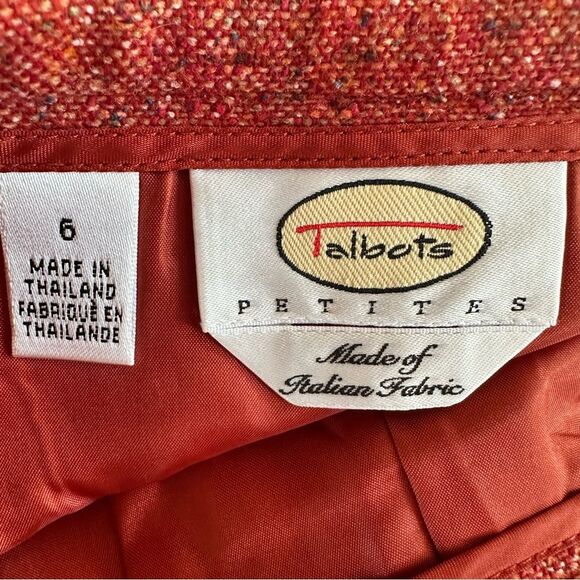 6
MADE IN
THAILAND
FABRIQUÉ EN
THAILANDE
Talbots
PETITES
Made of
Italian Fabric